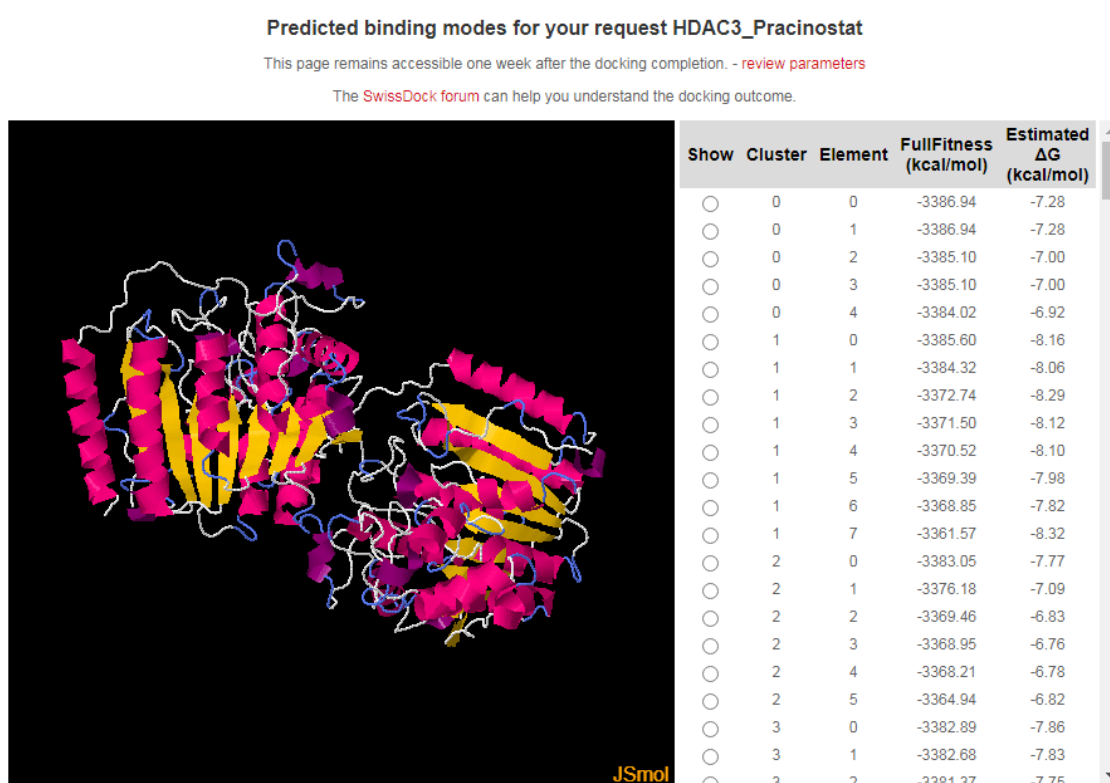 Predicted binding modes for your request HDAC3_Pracinostat
This page remains accessible one week after the docking completion. - review parameters
The SwissDock forum can help you understand the docking outcome.
Show Cluster Element FullFitness (kcal/mol) Estimated ΔG (kcal/mol)
0 0 -3386.94 -7.28
0 1 -3386.94 -7.28
0 2 -3385.10 -7.00
0 3 -3385.10 -7.00
0 4 -3384.02 -6.92
1 0 -3385.60 -8.16
1 1 -3384.32 -8.06
1 2 -3372.74 -8.29
1 3 -3371.50 -8.12
1 4 -3370.52 -8.10
1 5 -3369.39 -7.98
1 6 -3368.85 -7.82
1 7 -3361.57 -8.32
2 0 -3383.05 -7.77
2 1 -3376.18 -7.09
2 2 -3369.46 -6.83
2 3 -3368.95 -6.76
2 4 -3368.21 -6.78
2 5 -3364.94 -6.82
3 0 -3382.89 -7.86
3 1 -3382.68 -7.83
3 2 -3381.37 -7.75
JSmol